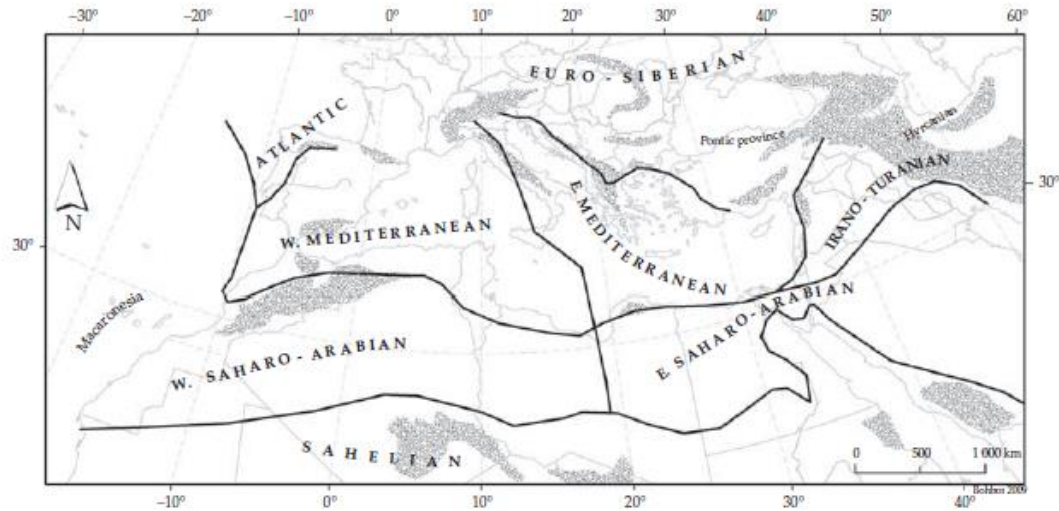 –30° –20° –10° 0° 10° 20° 30° 40° 50° 60°
EURO-SIBERIAN
ATLANTIC
Pontic province
Hyrcanian
IRANO-TURANIAN
30°
N
30°
W. MEDITERRANEAN
E. MEDITERRANEAN
Macaronesia
W. SAHARO-ARABIAN
E. SAHARO-ARABIAN
SAHELIAN
0 500 1 000 km
Bohbot 2009
–10° 0° 10° 20° 30° 40°